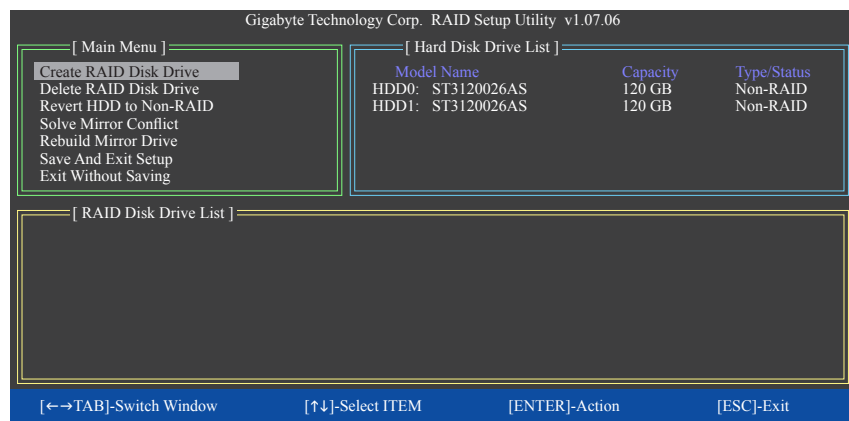 Gigabyte Technology Corp. RAID Setup Utility v1.07.06
[ Main Menu ]
Create RAID Disk Drive
Delete RAID Disk Drive
Revert HDD to Non-RAID
Solve Mirror Conflict
Rebuild Mirror Drive
Save And Exit Setup
Exit Without Saving
[ Hard Disk Drive List ]
Model Name Capacity Type/Status
HDD0: ST3120026AS 120 GB Non-RAID
HDD1: ST3120026AS 120 GB Non-RAID
[ RAID Disk Drive List ]
[←→TAB]-Switch Window [↑↓]-Select ITEM [ENTER]-Action [ESC]-Exit